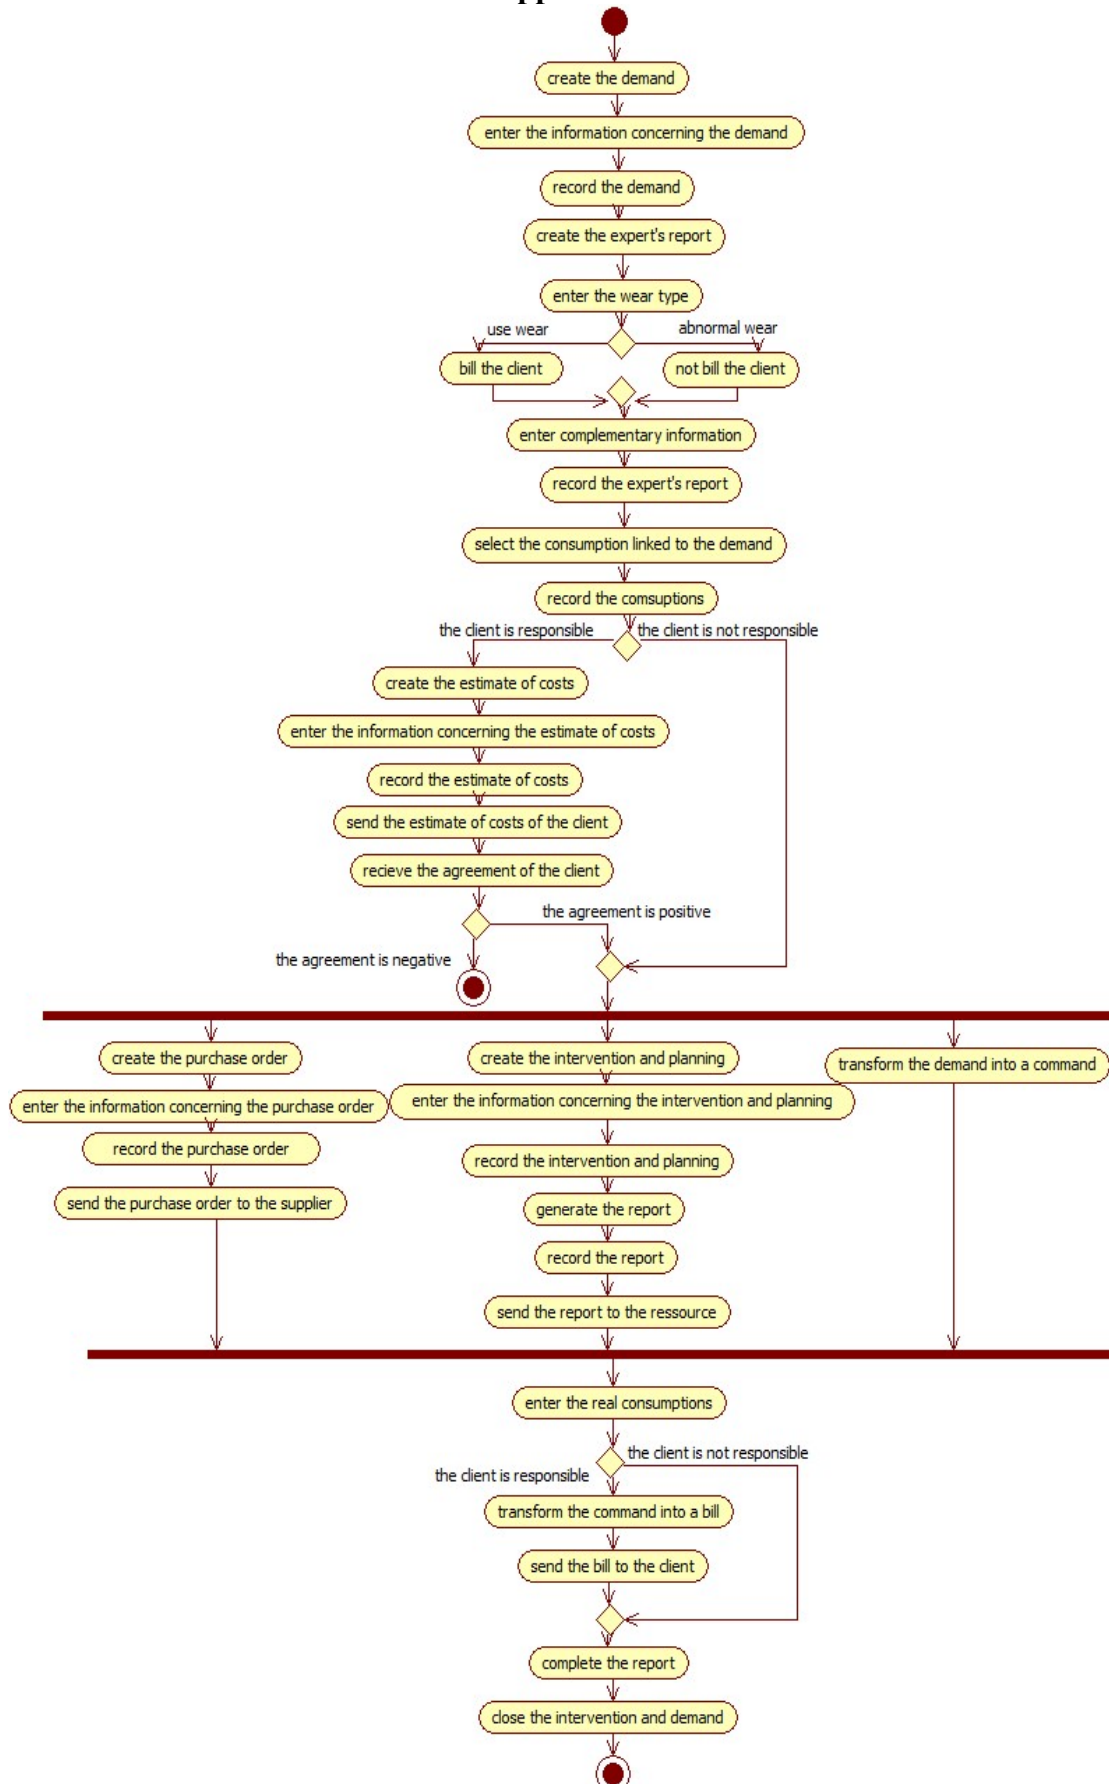 create the demand
enter the information concerning the demand
record the demand
create the expert's report
enter the wear type
use wear
abnormal wear
bill the client
not bill the client
enter complementary information
record the expert's report
select the consumption linked to the demand
record the comsuptions
the client is responsible
the client is not responsible
create the estimate of costs
enter the information concerning the estimate of costs
record the estimate of costs
send the estimate of costs of the client
recieve the agreement of the client
the agreement is positive
the agreement is negative
create the purchase order
create the intervention and planning
transform the demand into a command
enter the information concerning the purchase order
enter the information concerning the intervention and planning
record the purchase order
record the intervention and planning
send the purchase order to the supplier
generate the report
record the report
send the report to the ressource
enter the real consumptions
the client is not responsible
the client is responsible
transform the command into a bill
send the bill to the client
complete the report
close the intervention and demand